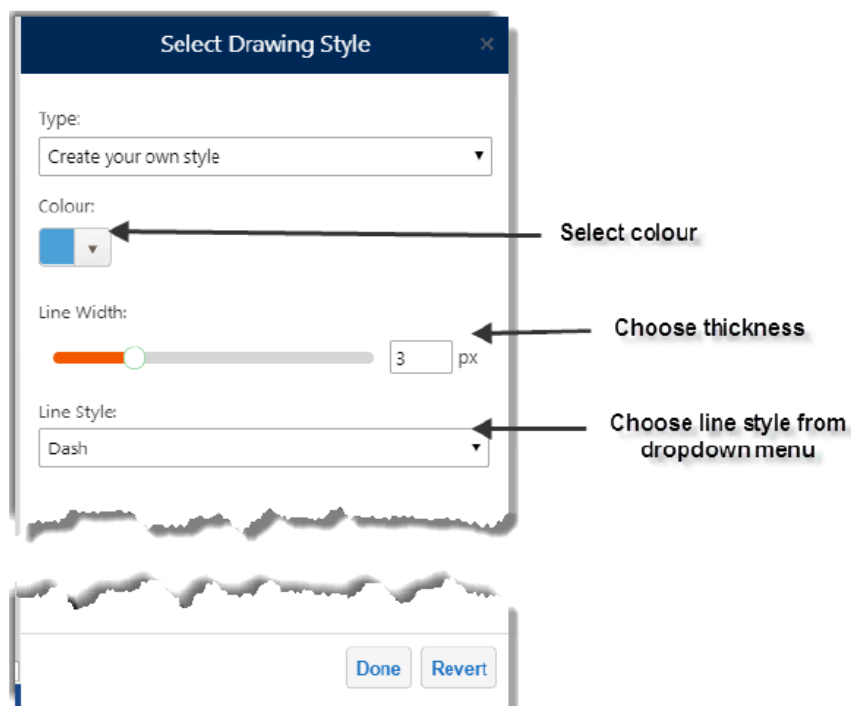 Select Drawing Style ×
Type:
Create your own style
Colour:
Select colour
Line Width:
Choose thickness
3 px
Line Style:
Choose line style from
dropdown menu
Dash
Done Revert